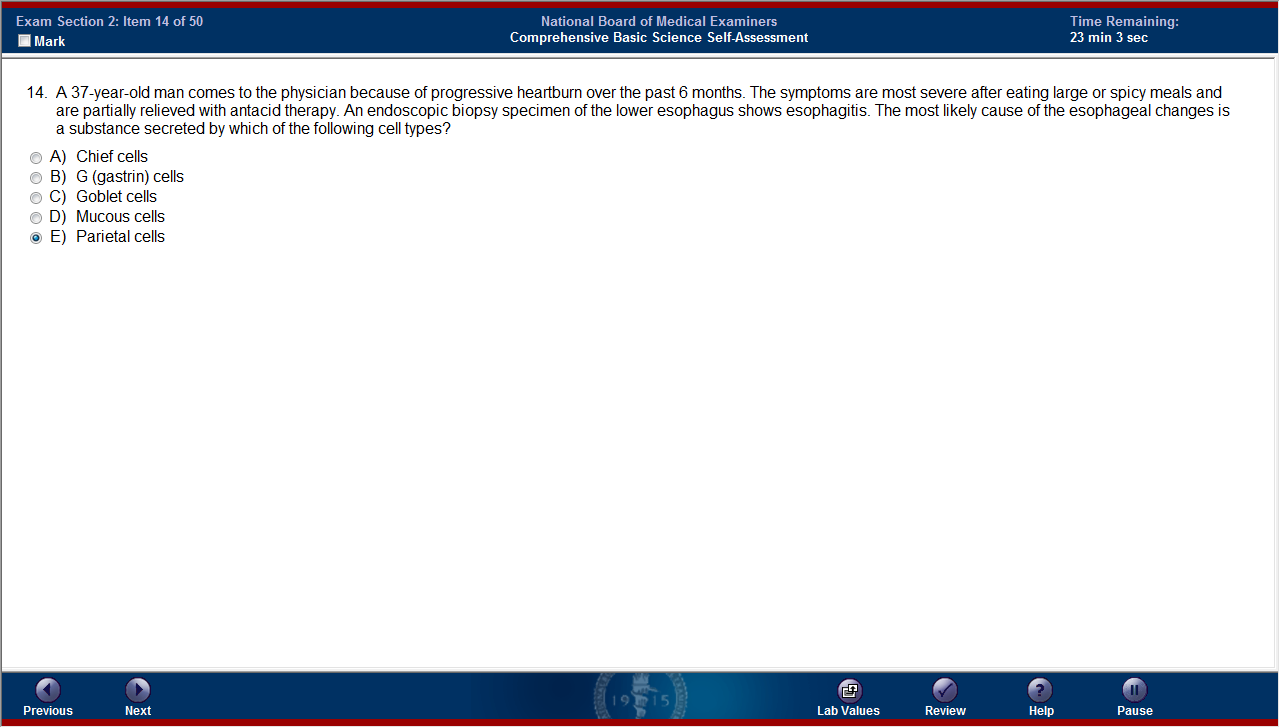 Exam Section 2: Item 14 of 50
National Board of Medical Examiners
Time Remaining:
Mark
Comprehensive Basic Science Self-Assessment
23 min 3 sec
14. A 37-year-old man comes to the physician because of progressive heartburn over the past 6 months. The symptoms are most severe after eating large or spicy meals and
are partially relieved with antacid therapy. An endoscopic biopsy specimen of the lower esophagus shows esophagitis. The most likely cause of the esophageal changes is
a substance secreted by which of the following cell types?
A) Chief cells
B) G (gastrin) cells
C) Goblet cells
D) Mucous cells
E) Parietal cells
1915
Previous
Next
Lab Values
Review
Help
Pause